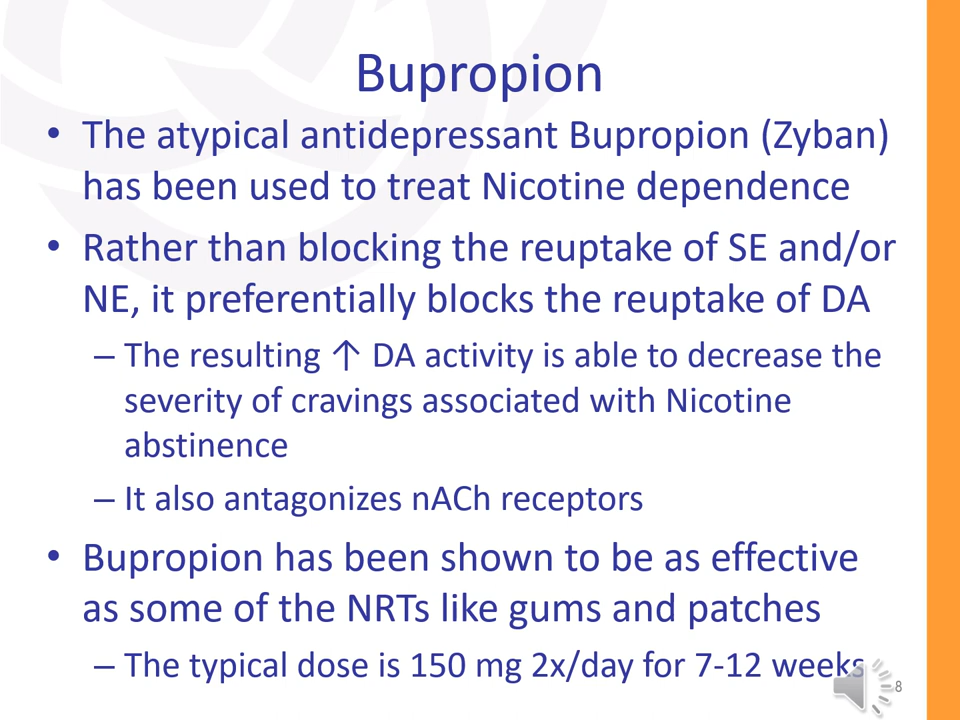 Bupropion
• The atypical antidepressant Bupropion (Zyban)
has been used to treat Nicotine dependence
• Rather than blocking the reuptake of SE and/or
NE, it preferentially blocks the reuptake of DA
– The resulting ↑ DA activity is able to decrease the
severity of cravings associated with Nicotine
abstinence
– It also antagonizes nACh receptors
• Bupropion has been shown to be as effective
as some of the NRTs like gums and patches
– The typical dose is 150 mg 2x/day for 7-12 weeks
8